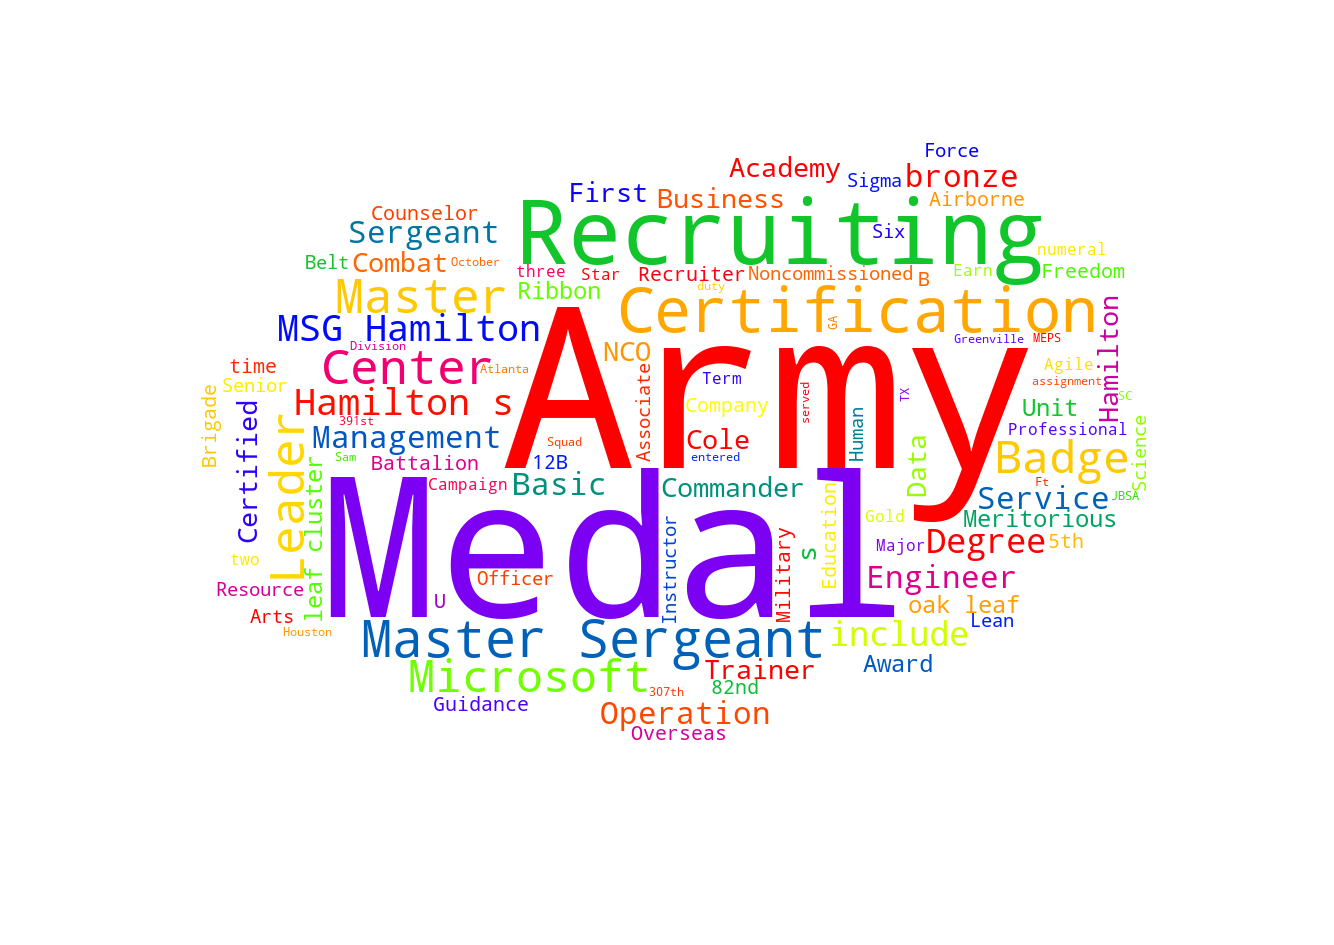 Force
Academy
Sigma
bronze
First
Business
Airborne
Counselor
Sergeant
Recruiting
Six
numeral
Belt
Combat
October
three
Star
Recruiter
Noncommissioned
B
Earn
Freedom
Master
Ribbon
duty
Certification
GA
Hamilton
MSG Hamilton
Division
NCO
Army
Greenville
MEPS
time
Center
Atlanta
Associate
Term
served
TX
Agile
assignment
Senior
Brigade
Certified
Hamilton s
391st
Company
Human
Unit
SC
Leader
Management
Squad
Cole
Professional
Science
Sam
Battalion
12B
entered
Data
Badge
leaf cluster
Campaign
Basic
Commander
Education
Ft
Service
JBSA
Medal
Gold
Meritorious
two
Instructor
Military
s
Major
Degree
5th
Resource
U
Officer
Engineer
Arts
oak leaf
Houston
Master Sergeant
include
Lean
Microsoft
Trainer
Award
307th
82nd
Guidance
Operation
Overseas